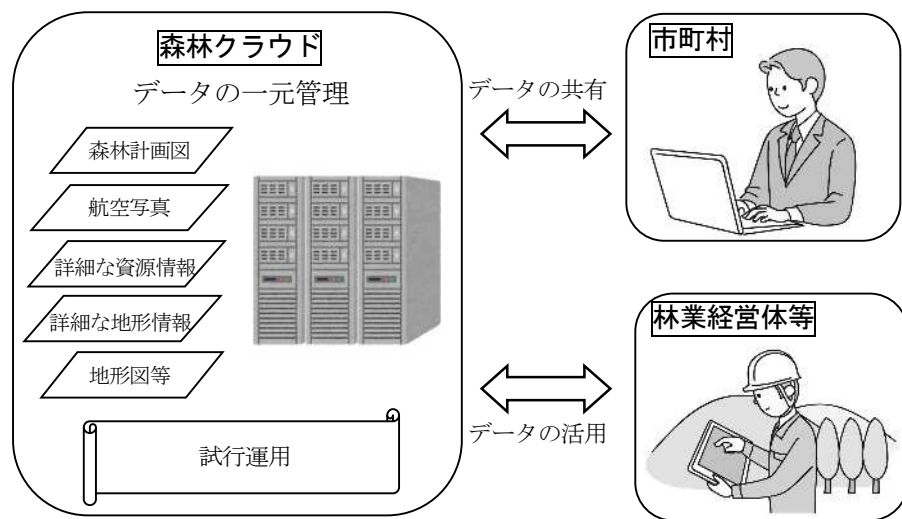 森林クラウド
データの一元管理
森林計画図
航空写真
詳細な資源情報
詳細な地形情報
地形図等
試行運用
データの共有
データの活用
市町村
林業経営体等